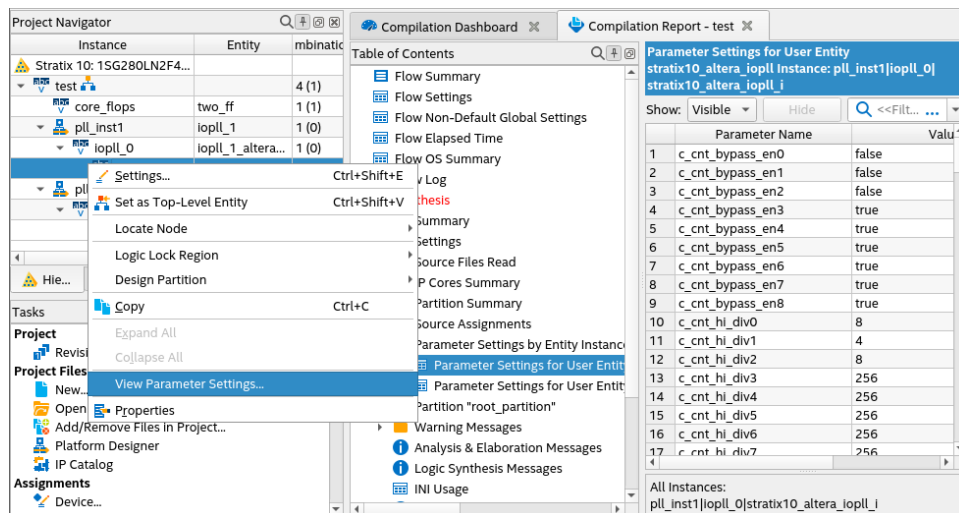 Project Navigator
Instance Entity mbinatic
Stratix 10: 1SG280LN2F4...
test 4 (1)
core_flops two_ff 1 (1)
pll_inst1 iopll_1 1 (0)
iopll_0 iopll_1_altera... 1 (0)
pl
Hie...
Settings... Ctrl+Shift+E
Set as Top-Level Entity Ctrl+Shift+V
Locate Node
Logic Lock Region
Design Partition
Copy Ctrl+C
Expand All
Collapse All
View Parameter Settings...
Properties
Tasks
Project
Revisi
Project Files
New...
Open
Add/Remove Files in Project...
Platform Designer
IP Catalog
Assignments
Device...
Compilation Dashboard
Compilation Report - test
Table of Contents
Flow Summary
Flow Settings
Flow Non-Default Global Settings
Flow Elapsed Time
Flow OS Summary
v Log
thesis
Summary
Settings
Source Files Read
P Cores Summary
Partition Summary
Source Assignments
Parameter Settings by Entity Instance
Parameter Settings for User Entit
Parameter Settings for User Entit
Partition "root_partition"
Warning Messages
Analysis & Elaboration Messages
Logic Synthesis Messages
INI Usage
Parameter Settings for User Entity
stratix10_altera_iopll Instance: pll_inst1|iopll_0|
stratix10_altera_iopll_i
Show: Visible Hide <<Filt... ...
Parameter Name Valu
1 c_cnt_bypass_en0 false
2 c_cnt_bypass_en1 false
3 c_cnt_bypass_en2 false
4 c_cnt_bypass_en3 true
5 c_cnt_bypass_en4 true
6 c_cnt_bypass_en5 true
7 c_cnt_bypass_en6 true
8 c_cnt_bypass_en7 true
9 c_cnt_bypass_en8 true
10 c_cnt_hi_div0 8
11 c_cnt_hi_div1 4
12 c_cnt_hi_div2 8
13 c_cnt_hi_div3 256
14 c_cnt_hi_div4 256
15 c_cnt_hi_div5 256
16 c_cnt_hi_div6 256
17 c_cnt_hi_div7 256
All Instances:
pll_inst1|iopll_0|stratix10_altera_iopll_i